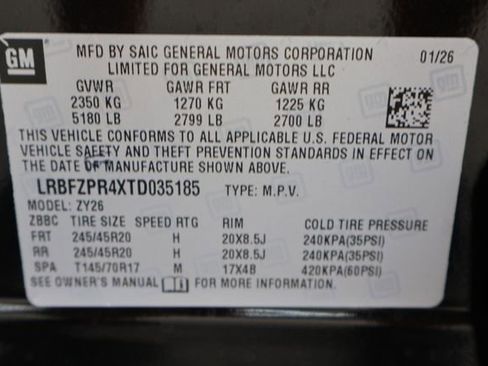 GM
MFD BY SAIC GENERAL MOTORS CORPORATION 01/26
LIMITED FOR GENERAL MOTORS LLC
GVWR GAWR FRT GAWR RR
2350 KG 1270 KG 1225 KG
5180 LB 2799 LB 2700 LB
THIS VEHICLE CONFORMS TO ALL APPLICABLE U.S. FEDERAL MOTOR
VEHICLE SAFETY AND THEFT PREVENTION STANDARDS IN EFFECT ON
THE DATE OF MANUFACTURE SHOWN ABOVE.
LRBFZPR4XTD035185 TYPE: M.P.V.
MODEL: ZY26
ZBBC TIRE SIZE SPEED RTG RIM COLD TIRE PRESSURE
FRT 245/45R20 H 20X8.5J 240KPA(35PSI)
RR 245/45R20 H 20X8.5J 240KPA(35PSI)
SPA T145/70R17 M 17X4B 420KPA(60PSI)
SEE OWNER'S MANUAL FOR MORE INFORMATION.